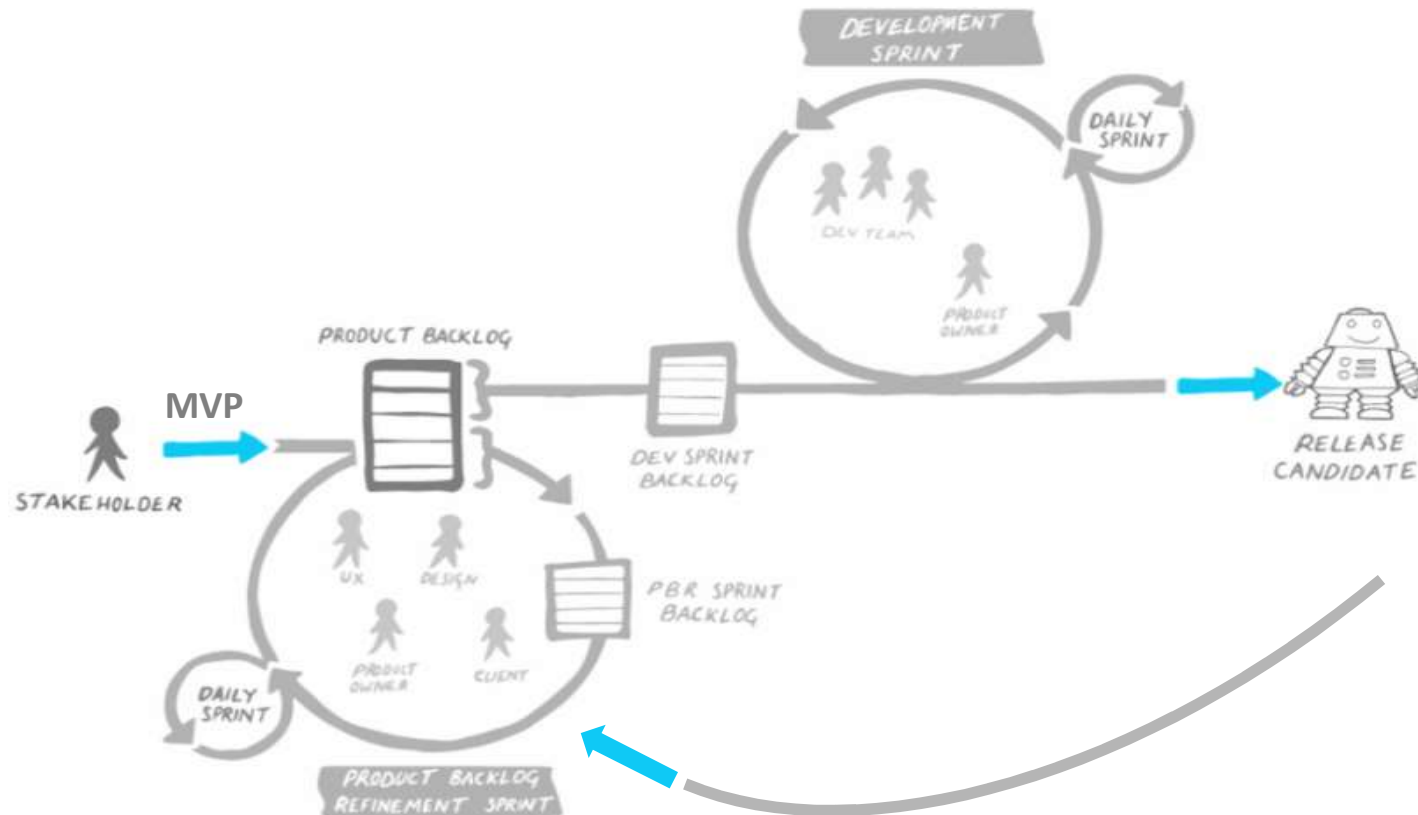 DEVELOPMENT
SPRINT
DAILY
SPRINT
DEV TEAM
PRODUCT
OWNER
PRODUCT BACKLOG
MVP
STAKEHOLDER
DEV SPRINT
BACKLOG
RELEASE
CANDIDATE
UX
DESIGN
PBR SPRINT
BACKLOG
PRODUCT
OWNER
CLIENT
DAILY
SPRINT
PRODUCT BACKLOG
REFINEMENT SPRINT